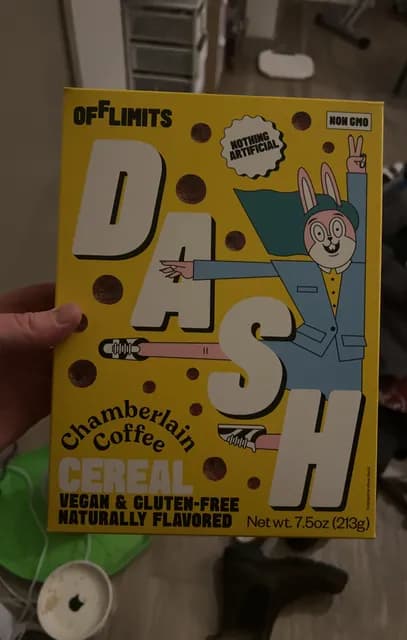 OFFLIMITS
NON GMO
NOTHING
ARTIFICIAL
DASH
Chamberlain
Coffee
CEREAL
VEGAN & GLUTEN-FREE
NATURALLY FLAVORED
Net wt. 7.5oz (213g)